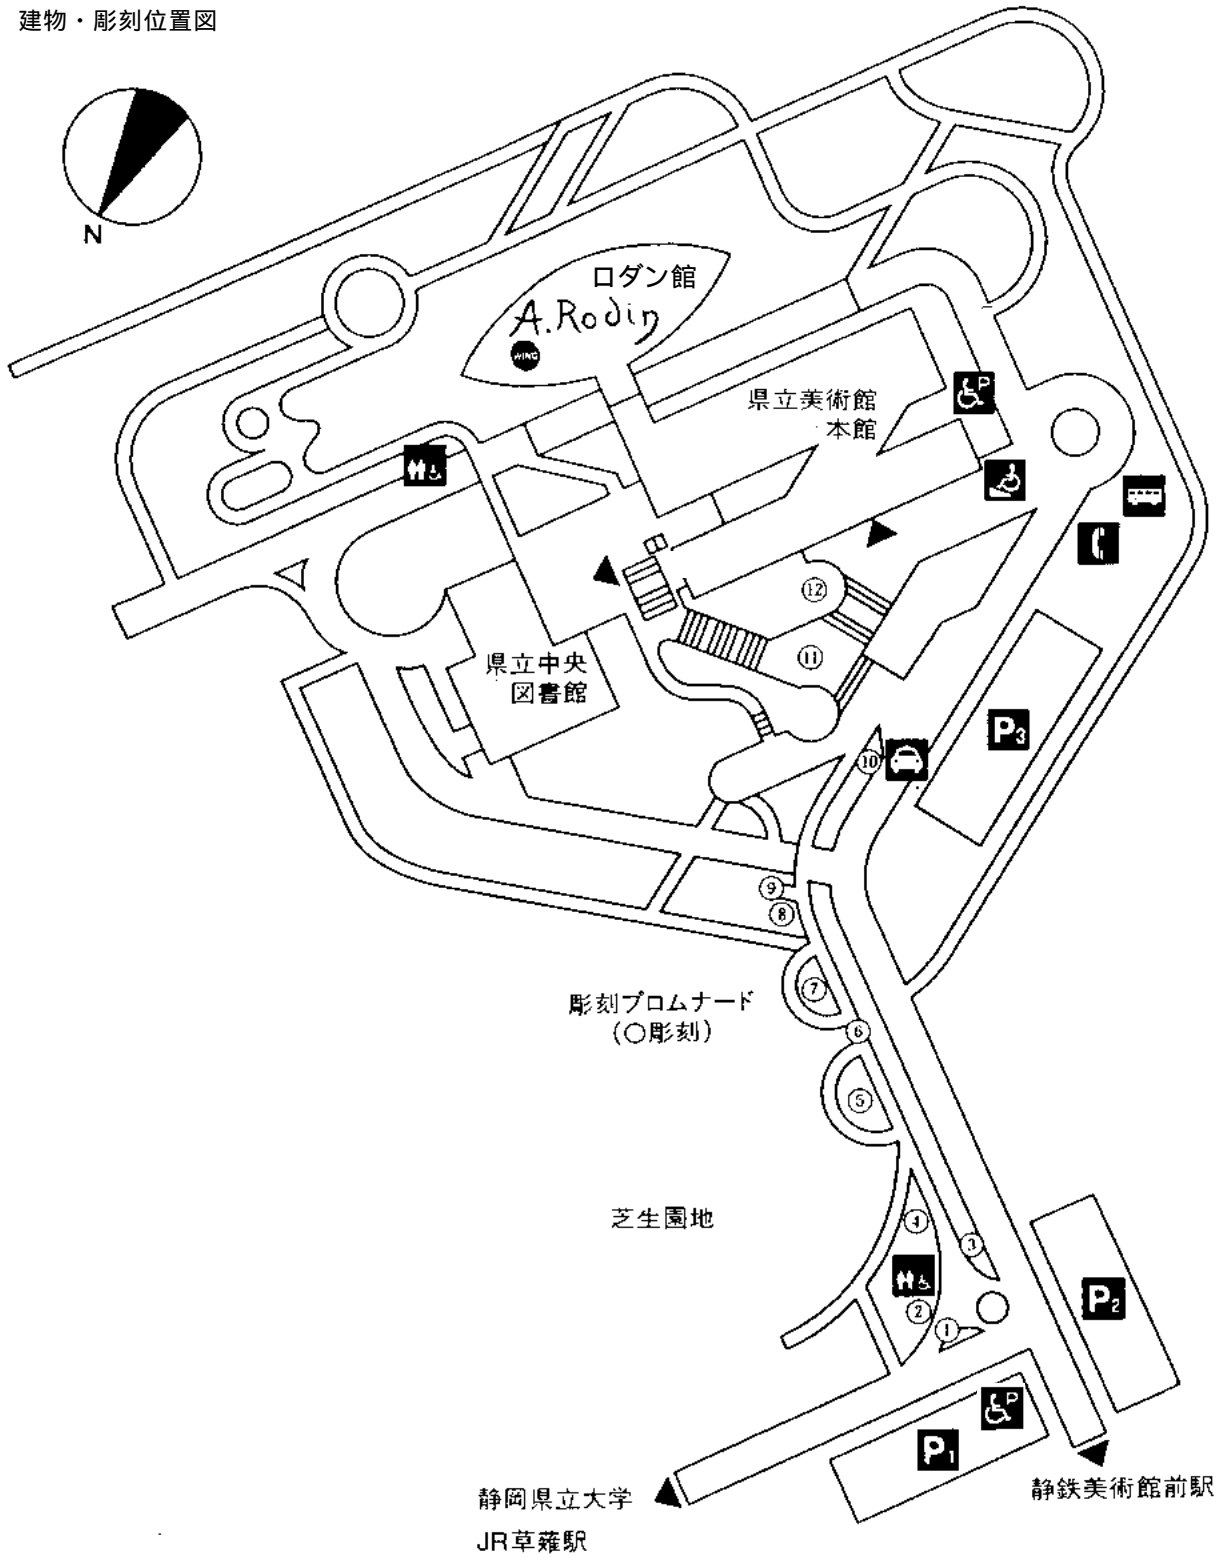 建物・彫刻位置図
N
ロダン館
A.Rodin
WING
県立美術館
本館
P
⑫
県立中央
図書館
⑪
P3
⑩
⑨
⑧
⑦
彫刻プロムナード
(○彫刻)
⑥
⑤
芝生園地
④
③
②
①
P2
P
P1
静岡県立大学
JR草薙駅
静鉄美術館前駅